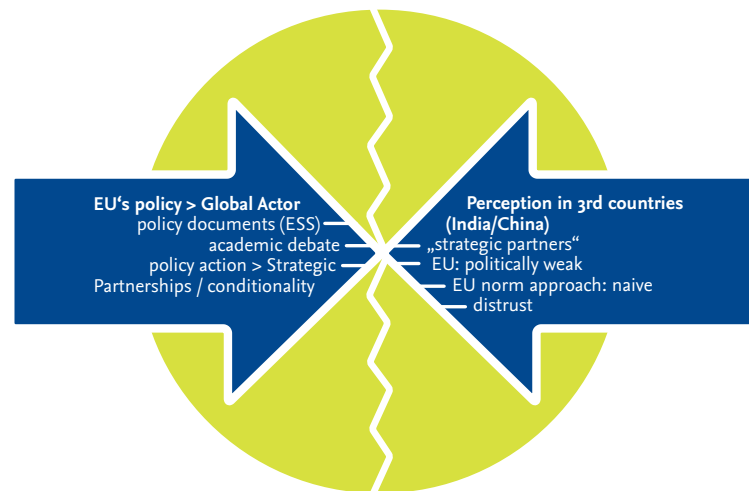 EU‘s policy > Global Actor
policy documents (ESS)
academic debate
policy action > Strategic
Partnerships / conditionality
Perception in 3rd countries
(India/China)
„strategic partners“
EU: politically weak
EU norm approach: naive
distrust